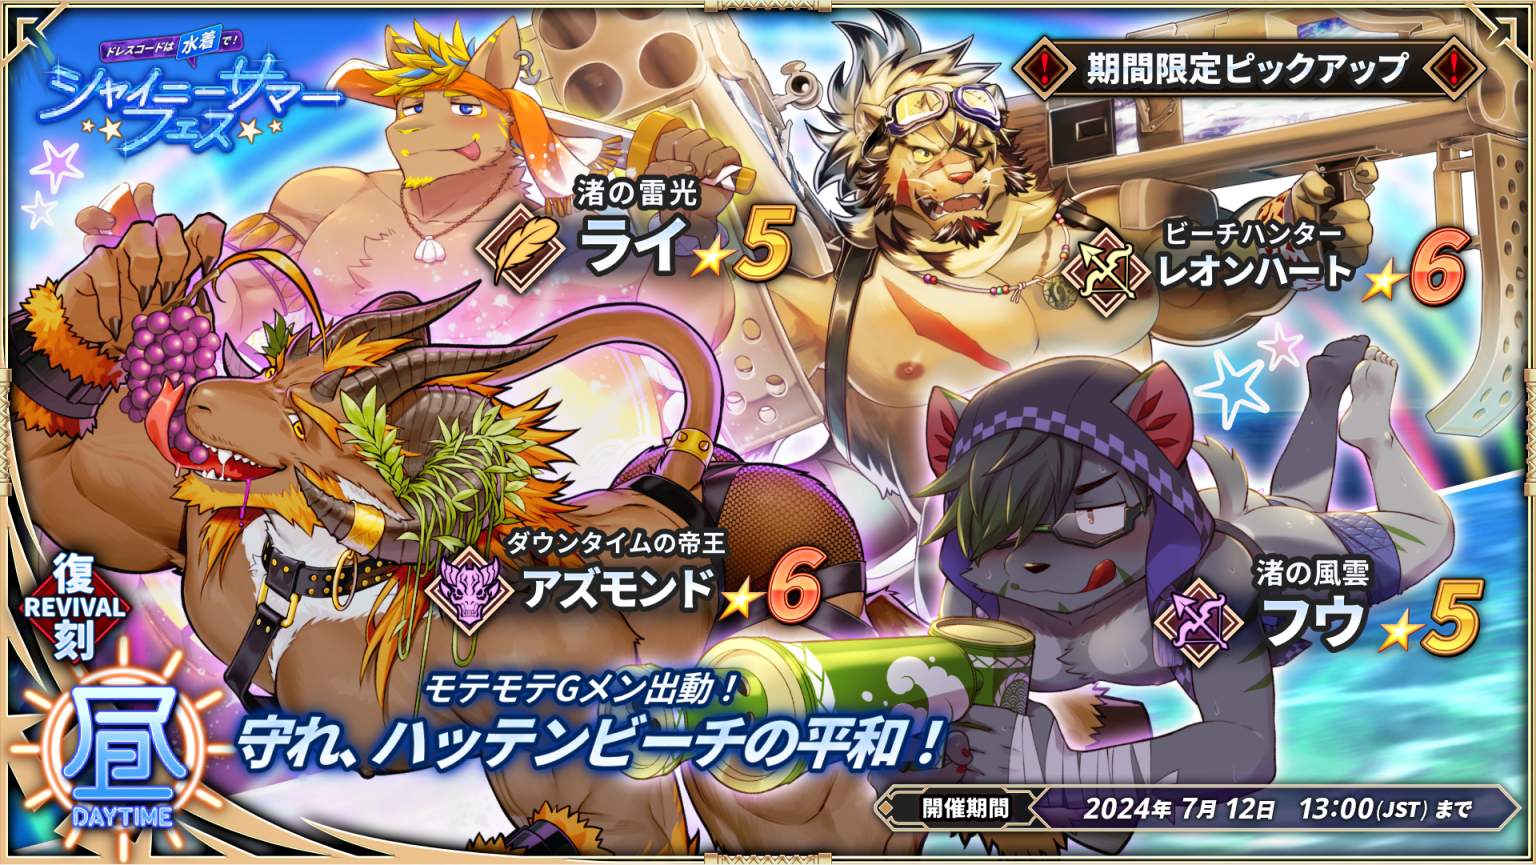 ドレスコードは水着で!
シャイニーサマー
フェス
期間限定ピックアップ
渚の雷光
ライ
5
ビーチハンター
レオンハート
6
ダウンタイムの帝王
アズモンド
6
渚の風雲
フウ
5
復
REVIVAL
刻
昼
DAYTIME
モテモテGメン出動!
守れ、ハッテンビーチの平和!
開催期間
2024年 7月 12日 13:00(JST) まで